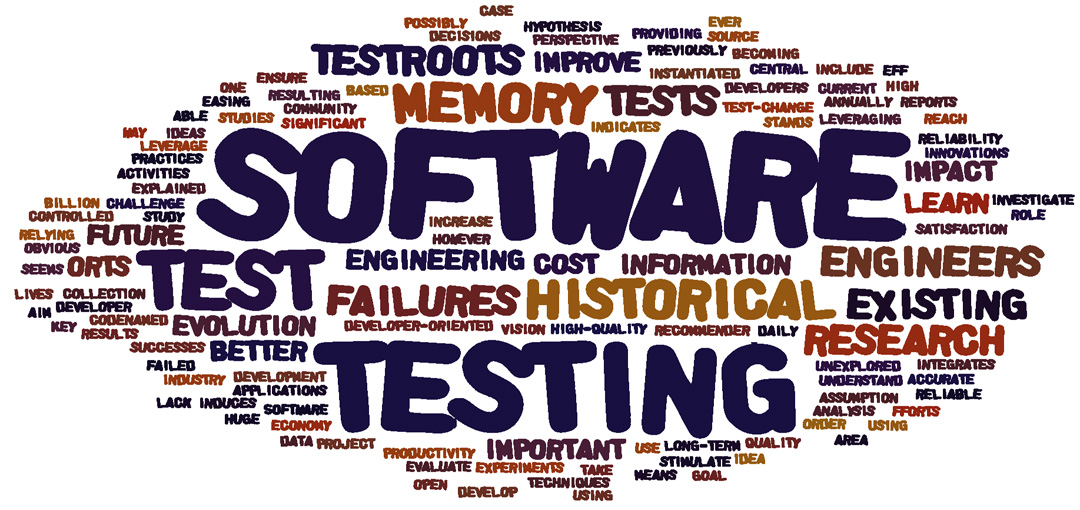 CASE
POSSIBLY HYPOTHESIS EVER
DECISIONS PERSPECTIVE PROVIDING SOURCE
TESTROOTS IMPROVE PREVIOUSLY BECOMING
ENSURE INSTANTIATED CENTRAL INCLUDE EFF
ONE RESULTING BASED MEMORY TESTS DEVELOPERS CURRENT HIGH
EASING COMMUNITY TEST-CHANGE ANNUALLY REPORTS
ABLE STUDIES SIGNIFICANT INDICATES STANDS LEVERAGING REACH
MAY IDEAS
LEVERAGE SOFTWARE RELIABILITY
PRACTICES INNOVATIONS
ACTIVITIES IMPACT
EXPLAINED
BILLION CHALLENGE LEARN INVESTIGATE
CONTROLLED STUDY INCREASE ROLE
RELYING FUTURE HOWEVER SATISFACTION
OBVIOUS
SEEMS ORTS TEST ENGINEERING COST INFORMATION ENGINEERS
LIVES COLLECTION FAILURES HISTORICAL EXISTING
AIM DEVELOPER
KEY CODENAMED EVOLUTION DEVELOPER-ORIENTED VISION HIGH-QUALITY RECOMMENDER DAILY RESEARCH
RESULTS
SUCCESSES BETTER
FAILED TESTING UNEXPLORED INTEGRATES
INDUSTRY DEVELOPMENT UNDERSTAND ACCURATE
APPLICATIONS ASSUMPTION RELIABLE
LACK INDUCES SOFTWARE ANALYSIS FFORTS
HUGE ECONOMY ORDER USING
DATA PROJECT AREA
PRODUCTIVITY IMPORTANT USE LONG-TERM QUALITY
EVALUATE EXPERIMENTS TAKE STIMULATE IDEA
OPEN TECHNIQUES MEANS GOAL
DEVELOP USING